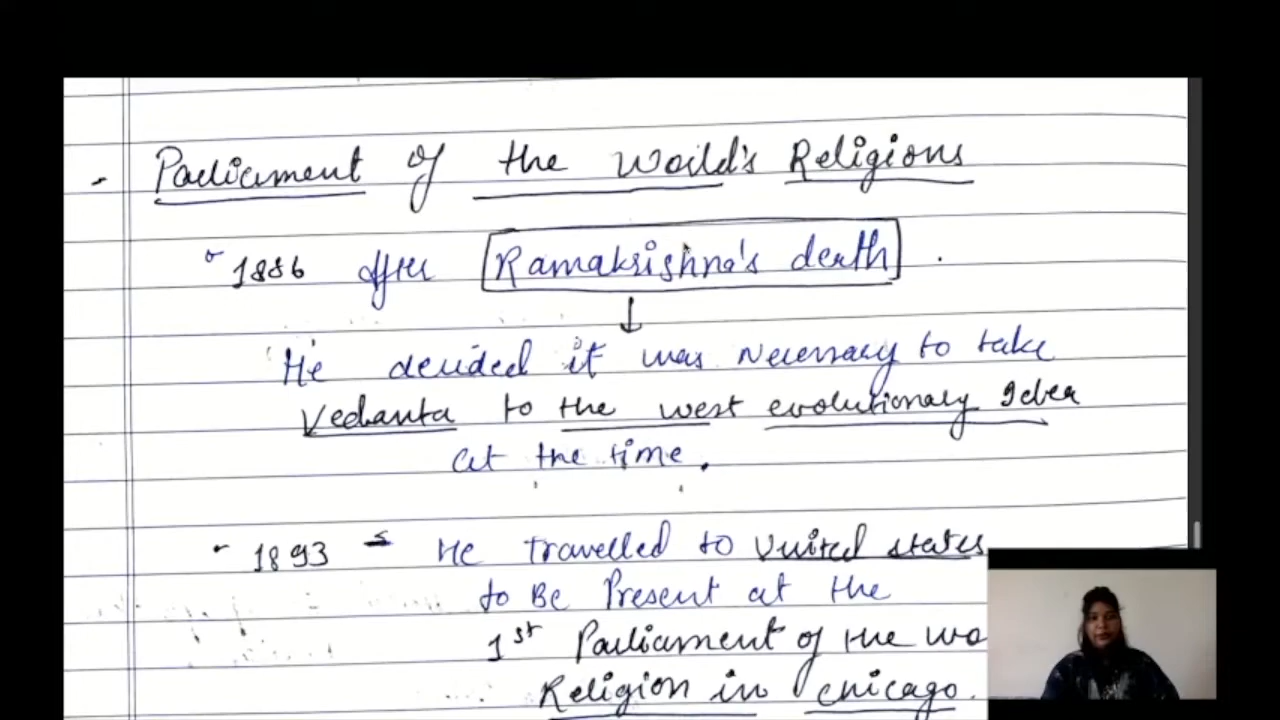 - Parliament of the World's Religions
1886 after Ramakrishna's death .
↓
He decided it was necessary to take
Vedanta to the west evolutionary Idea
at the time.
- 1893 - He travelled to United States
to Be Present at the
1st Parliament of the wo
Religion in Chicago.